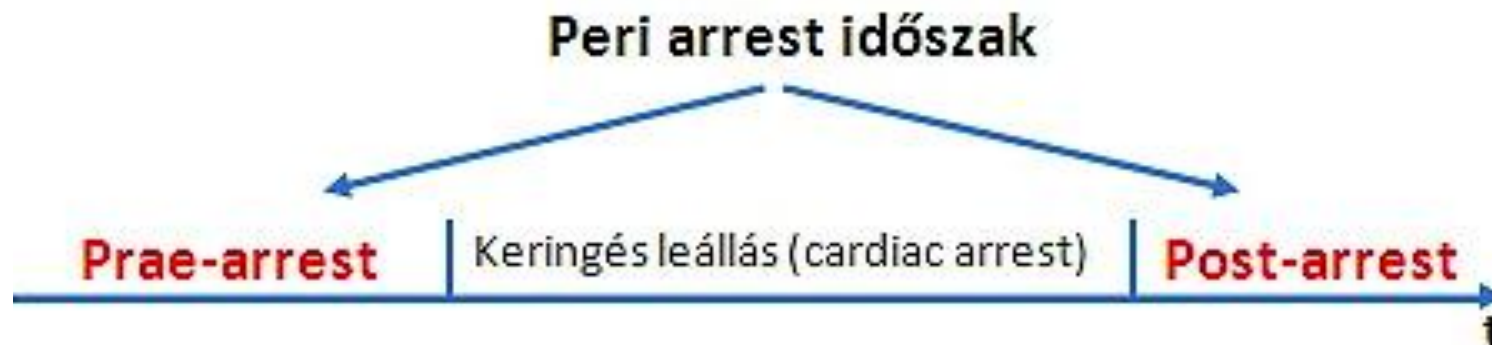 Peri arrest időszak
Prae-arrest
Keringés leállás (cardiac arrest)
Post-arrest
t